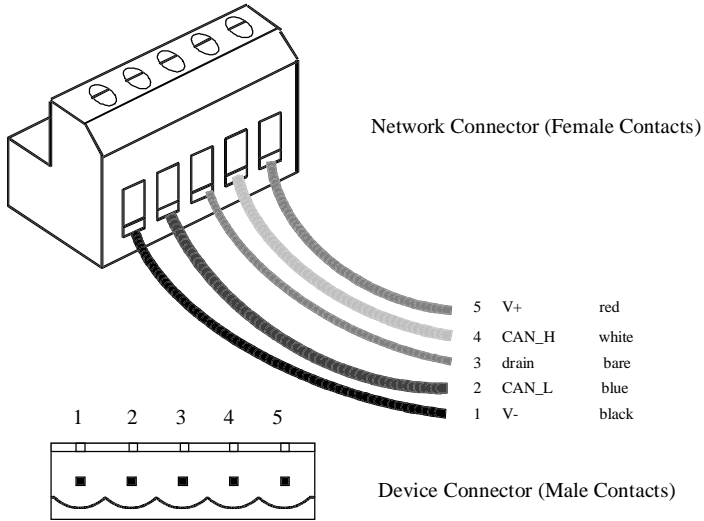 Network Connector (Female Contacts)
5 V+ red
4 CAN_H white
3 drain bare
2 CAN_L blue
1 V- black
1 2 3 4 5
Device Connector (Male Contacts)